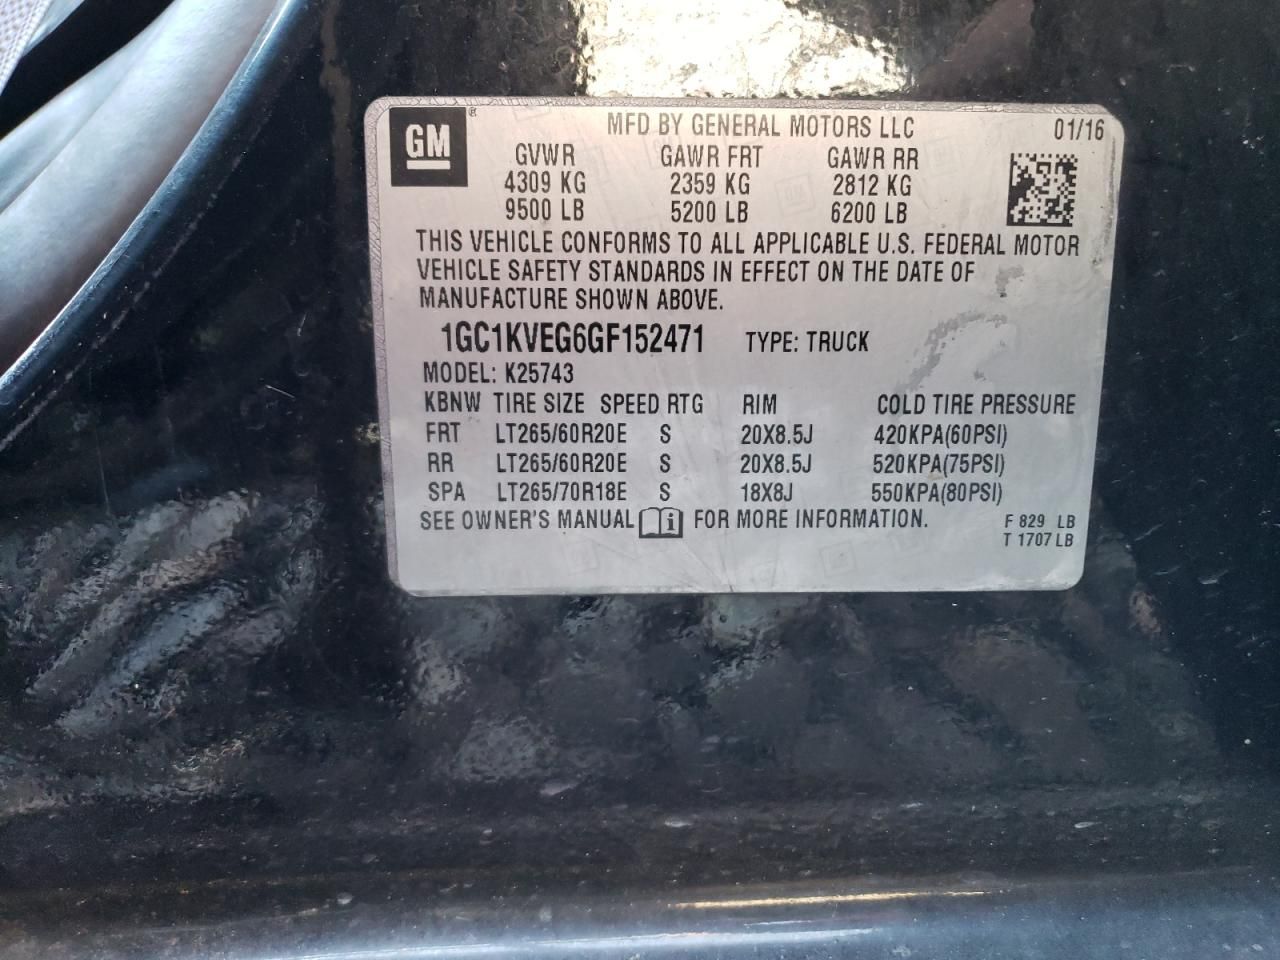 GM
MFD BY GENERAL MOTORS LLC 01/16
GVWR GAWR FRT GAWR RR
4309 KG 2359 KG 2812 KG
9500 LB 5200 LB 6200 LB
THIS VEHICLE CONFORMS TO ALL APPLICABLE U.S. FEDERAL MOTOR
VEHICLE SAFETY STANDARDS IN EFFECT ON THE DATE OF
MANUFACTURE SHOWN ABOVE.
1GC1KVEG6GF152471 TYPE: TRUCK
MODEL: K25743
KBNW TIRE SIZE SPEED RTG RIM COLD TIRE PRESSURE
FRT LT265/60R20E S 20X8.5J 420KPA(60PSI)
RR LT265/60R20E S 20X8.5J 520KPA(75PSI)
SPA LT265/70R18E S 18X8J 550KPA(80PSI)
SEE OWNER'S MANUAL i FOR MORE INFORMATION. F 829 LB
T 1707 LB